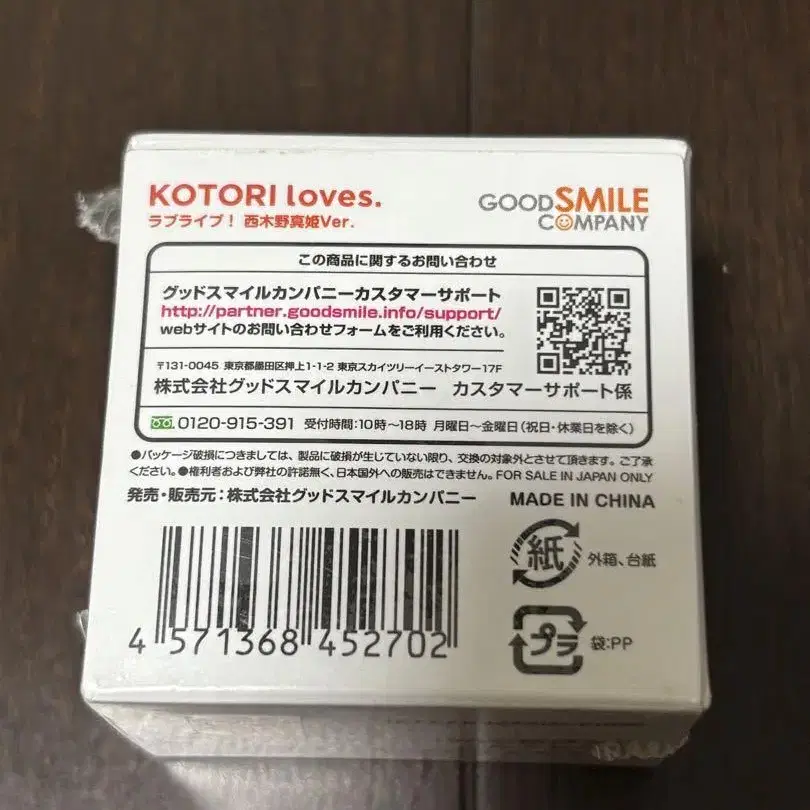 KOTORI loves.
ラブライブ! 西木野真姫Ver.
GOOD SMILE
COMPANY
この商品に関するお問い合わせ
グッドスマイルカンパニーカスタマーサポート
http://partner.goodsmile.info/support/
webサイトのお問い合わせフォームをご利用ください。
〒131-0045 東京都墨田区押上1-1-2 東京スカイツリーイーストタワー17F
株式会社グッドスマイルカンパニー カスタマーサポート係
0120-915-391 受付時間:10時〜18時 月曜日〜金曜日(祝日・休業日を除く)
●パッケージ破損につきましては、製品に破損が生じていない限り、交換の対象外とさせて頂きます。ご了承
ください。●権利者および弊社の許諾無く、日本国外への販売はできません。FOR SALE IN JAPAN ONLY
発売・販売元:株式会社グッドスマイルカンパニー
MADE IN CHINA
紙 外箱、台紙
プラ 袋:PP
4 571368 452702